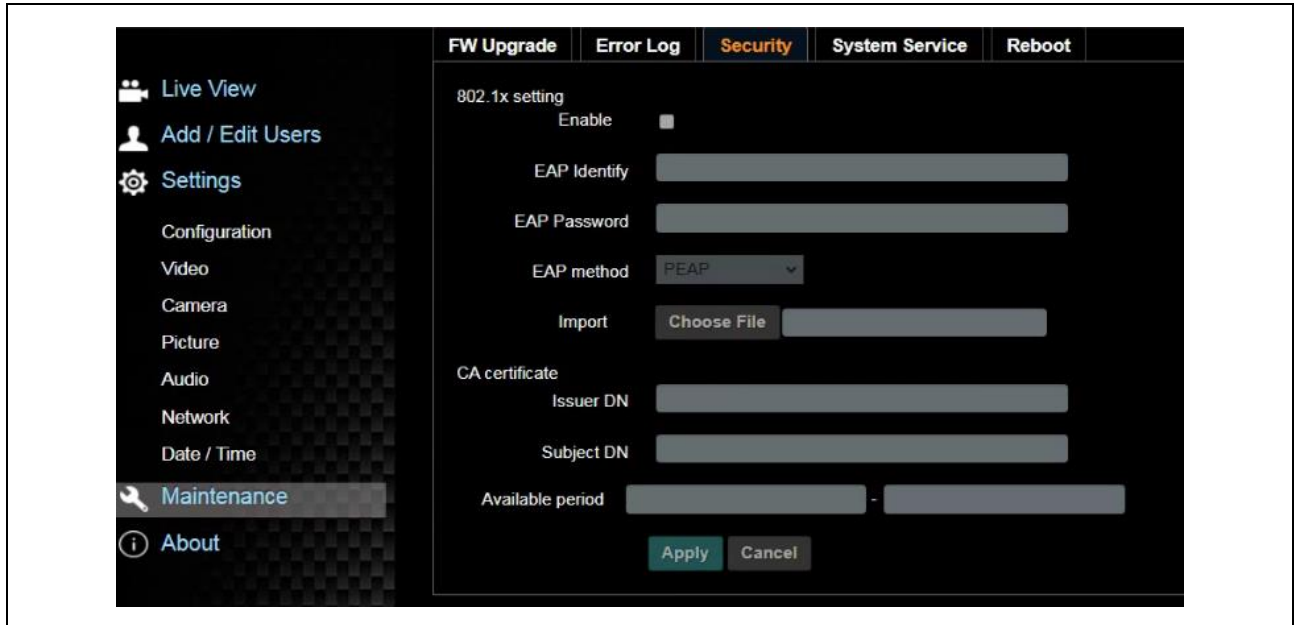 FW Upgrade Error Log Security System Service Reboot
Live View
Add / Edit Users
Settings
Configuration
Video
Camera
Picture
Audio
Network
Date / Time
Maintenance
About
802.1x setting
Enable
EAP Identify
EAP Password
EAP method PEAP
Import Choose File
CA certificate
Issuer DN
Subject DN
Available period -
Apply Cancel